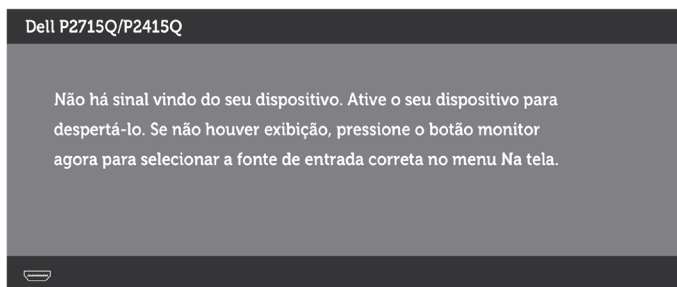 Dell P2715Q/P2415Q
Não há sinal vindo do seu dispositivo. Ative o seu dispositivo para
despertá-lo. Se não houver exibição, pressione o botão monitor
agora para selecionar a fonte de entrada correta no menu Na tela.